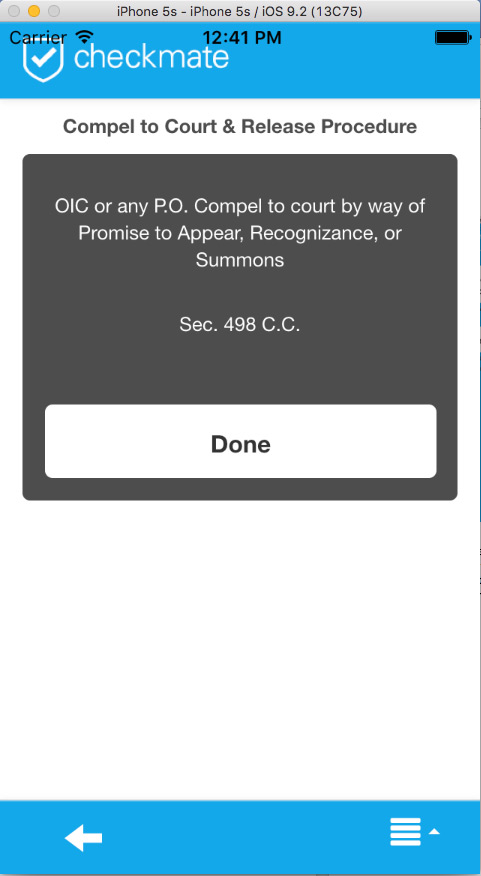 iPhone 5s - iPhone 5s / iOS 9.2 (13C75)
Carrier 12:41 PM
checkmate
Compel to Court & Release Procedure
OIC or any P.O. Compel to court by way of
Promise to Appear, Recognizance, or
Summons
Sec. 498 C.C.
Done